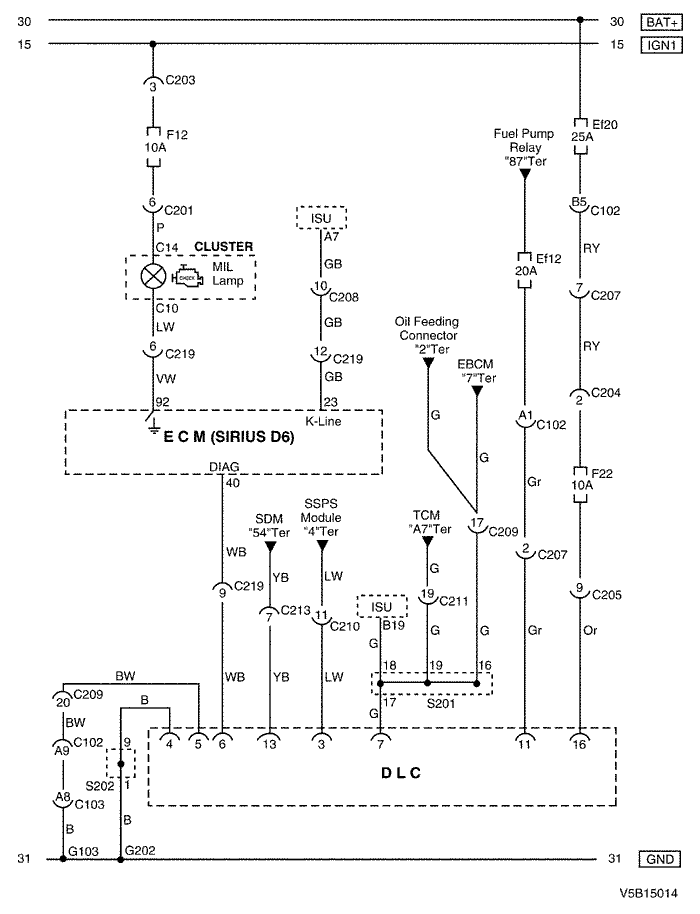 30 30 BAT+
15 15 IGN1
3 C203
F12
10A
Ef20
25A
Fuel Pump
Relay
"87"Ter
6 C201
P
C14 CLUSTER
MIL
Lamp
CHECK
C10
LW
6 C219
VW
92
ISU
A7
GB
10 C208
GB
12 C219
GB
23
K-Line
B5 C102
RY
Ef12
20A
7 C207
RY
Oil Feeding
Connector
"2"Ter
EBCM
"7"Ter
C204
2
G
A1 C102
G
E C M (SIRIUS D6)
DIAG
40
F22
10A
Gr
SDM
"54"Ter
SSPS
Module
"4"Ter
TCM
"A7"Ter
17 C209
2 C207
WB
YB
LW
G
9 C219
7 C213
11 C210
19 C211
9 C205
ISU
B19
G
G
G
Gr
Or
WB
YB
LW
18 19 16
17 S201
G
BW
20 C209
B
BW
A9 C102
9
S202
1
A8 C103
B
B
4 5 6 13 3 7 11 16
D L C
31 G103 G202 31 GND
V5B15014